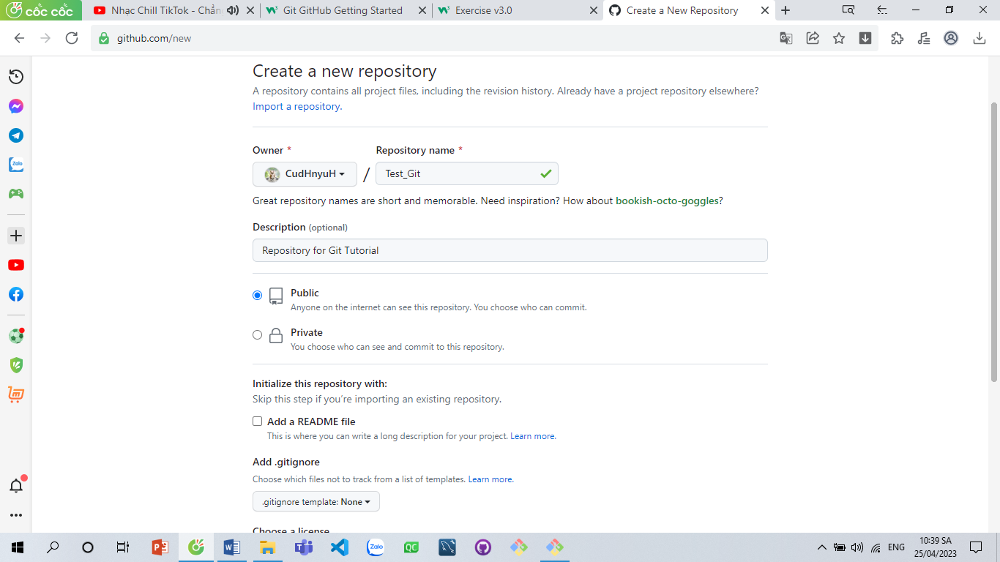 cốc cốc
Nhạc Chill TikTok - Chẳn
Git GitHub Getting Started
Exercise v3.0
Create a New Repository
github.com/new
Create a new repository
A repository contains all project files, including the revision history. Already have a project repository elsewhere?
Import a repository.
Owner * Repository name *
CudHnyuH / Test_Git
Great repository names are short and memorable. Need inspiration? How about bookish-octo-goggles?
Description (optional)
Repository for Git Tutorial
Public
Anyone on the internet can see this repository. You choose who can commit.
Private
You choose who can see and commit to this repository.
Initialize this repository with:
Skip this step if you're importing an existing repository.
Add a README file
This is where you can write a long description for your project. Learn more.
Add .gitignore
Choose which files not to track from a list of templates. Learn more.
.gitignore template: None
Choose a license
Zalo
P
W
Zalo
QC
ENG
10:39 SA
25/04/2023